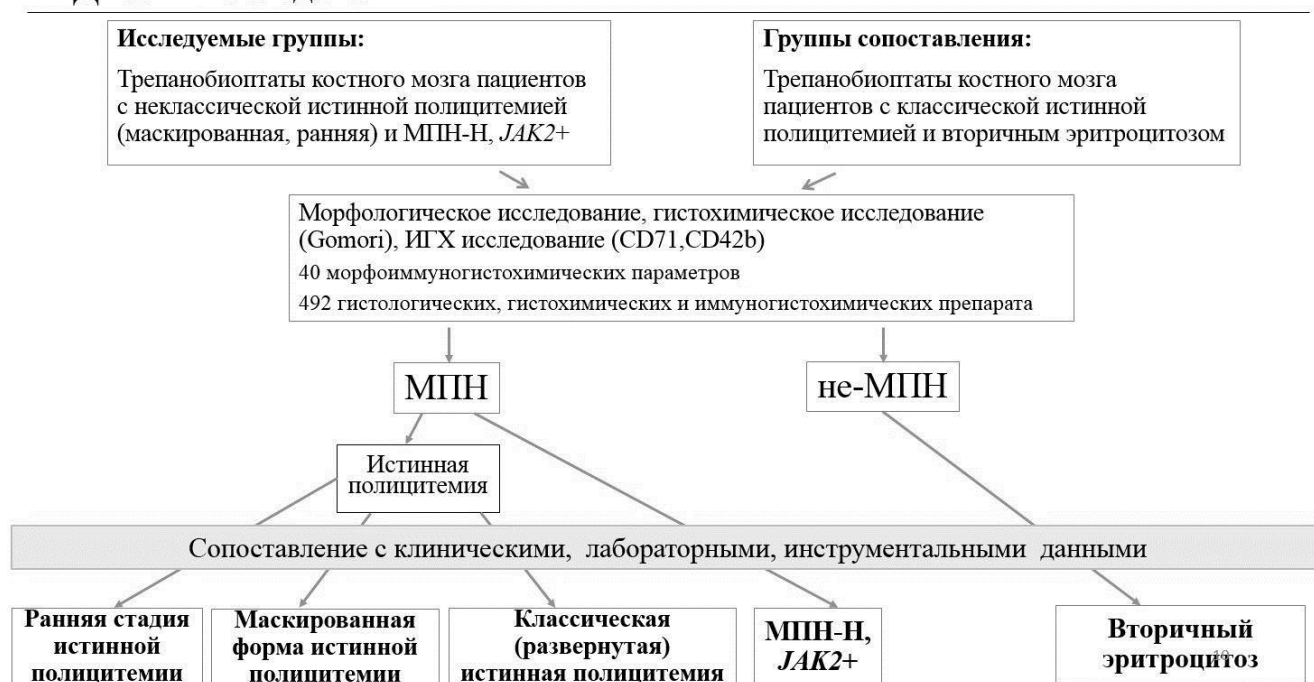 Исследуемые группы:
Трепанобиоптаты костного мозга пациентов
с неклассической истинной полицитемией
(маскированная, ранняя) и МПН-Н, JAK2+
Группы сопоставления:
Трепанобиоптаты костного мозга
пациентов с классической истинной
полицитемией и вторичным эритроцитозом
Морфологическое исследование, гистохимическое исследование
(Gomori), ИГХ исследование (CD71,CD42b)
40 морфоиммуногистохимических параметров
492 гистологических, гистохимических и иммуногистохимических препарата
МПН
не-МПН
Истинная
полицитемия
Сопоставление с клиническими, лабораторными, инструментальными данными
Ранняя стадия
истинной
полицитемии
Маскированная
форма истинной
полицитемии
Классическая
(развернутая)
истинная полицитемия
МПН-Н,
JAK2+
Вторичный
эритроцитоз
10